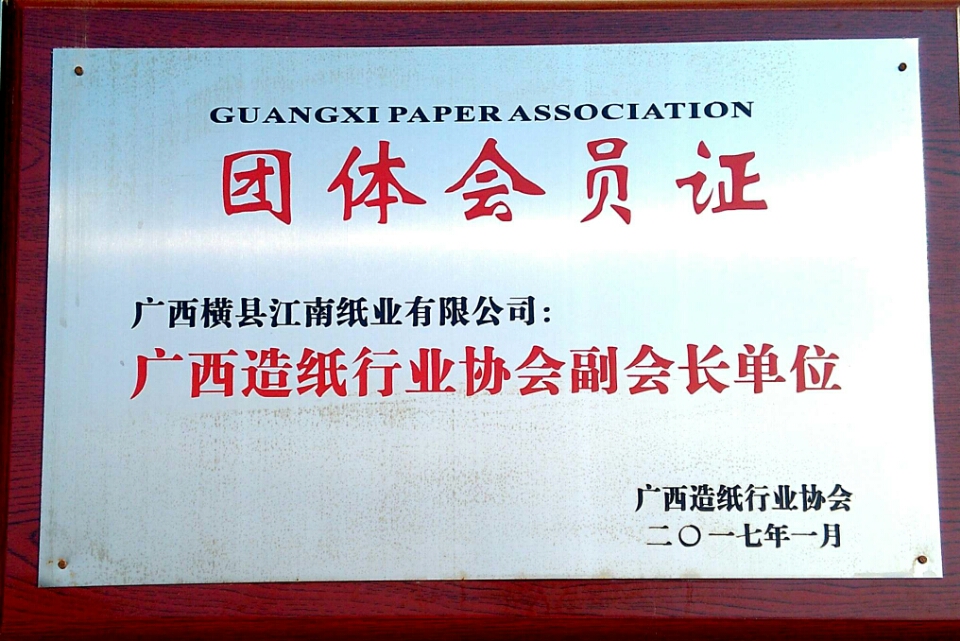 GUANGXI PAPER ASSOCIATION
团体会员证
广西横县江南纸业有限公司：
广西造纸行业协会副会长单位
广西造纸行业协会
二〇一七年一月